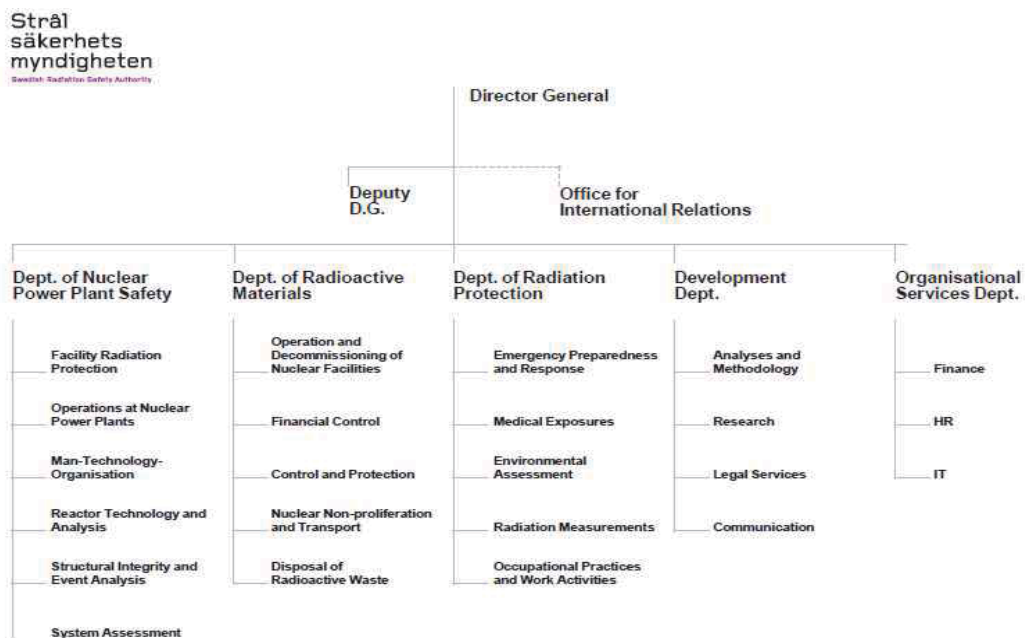 Strål
säkerhets
myndigheten
Swedish Radiation Safety Authority
Director General
Deputy
D.G.
Office for
International Relations
Dept. of Nuclear
Power Plant Safety
Facility Radiation
Protection
Operations at Nuclear
Power Plants
Man-Technology-
Organisation
Reactor Technology and
Analysis
Structural Integrity and
Event Analysis
System Assessment
Dept. of Radioactive
Materials
Operation and
Decommissioning of
Nuclear Facilities
Financial Control
Control and Protection
Nuclear Non-proliferation
and Transport
Disposal of
Radioactive Waste
Dept. of Radiation
Protection
Emergency Preparedness
and Response
Medical Exposures
Environmental
Assessment
Radiation Measurements
Occupational Practices
and Work Activities
Development
Dept.
Analyses and
Methodology
Research
Legal Services
Communication
Organisational
Services Dept.
Finance
HR
IT